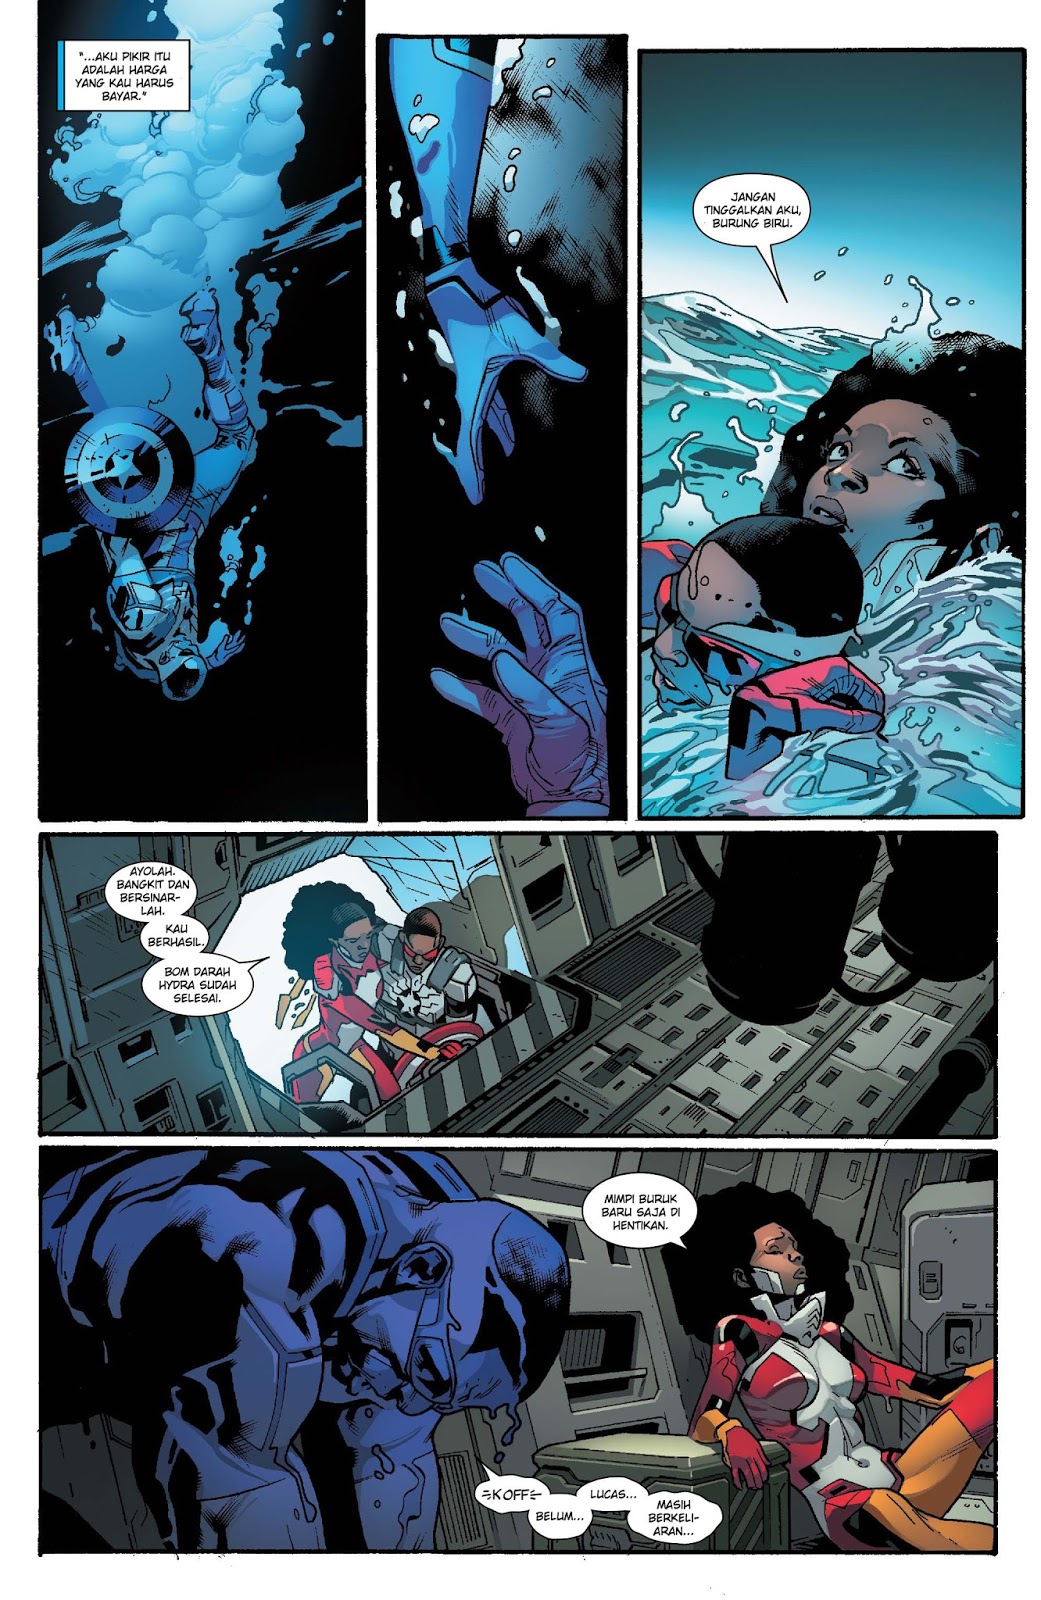 "...AKU PIKIR ITU
ADALAH HARGA
YANG KAU HARUS
BAYAR."
JANGAN
TINGGALKAN AKU,
BURUNG BIRU.
AYOLAH.
BANGKIT DAN
BERSINAR-
LAH.
KAU
BERHASIL.
BOM DARAH
HYDRA SUDAH
SELESAI.
MIMPI BURUK
BARU SAJA DI
HENTIKAN.
KOFF
LUCAS...
BELUM...
MASIH
BERKELI-
ARAN...